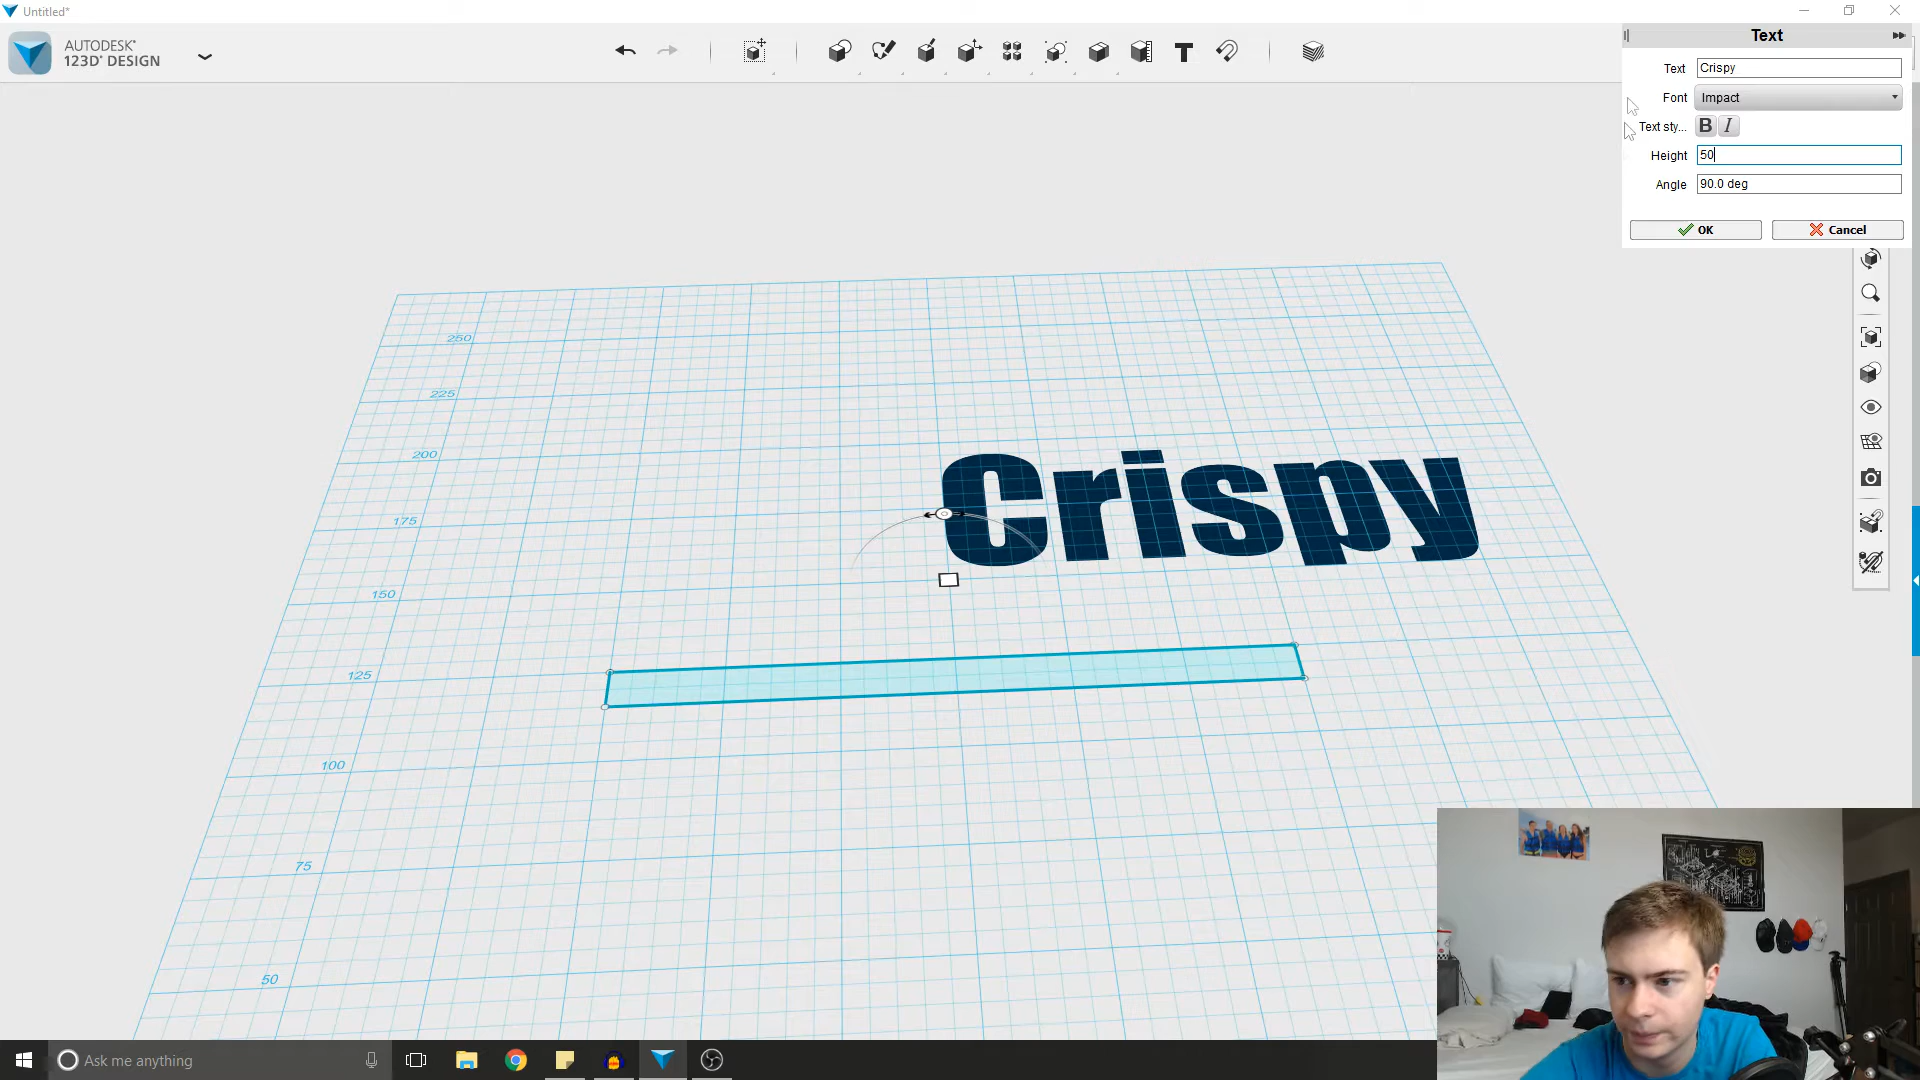 Untitled*
AUTODESK®
123D® DESIGN
T
Text
Text Crispy
Font Impact
Text sty... B I
Height 50
Angle 90.0 deg
OK Cancel
250
225
200
Crispy
175
150
125
100
75
50
Ask me anything